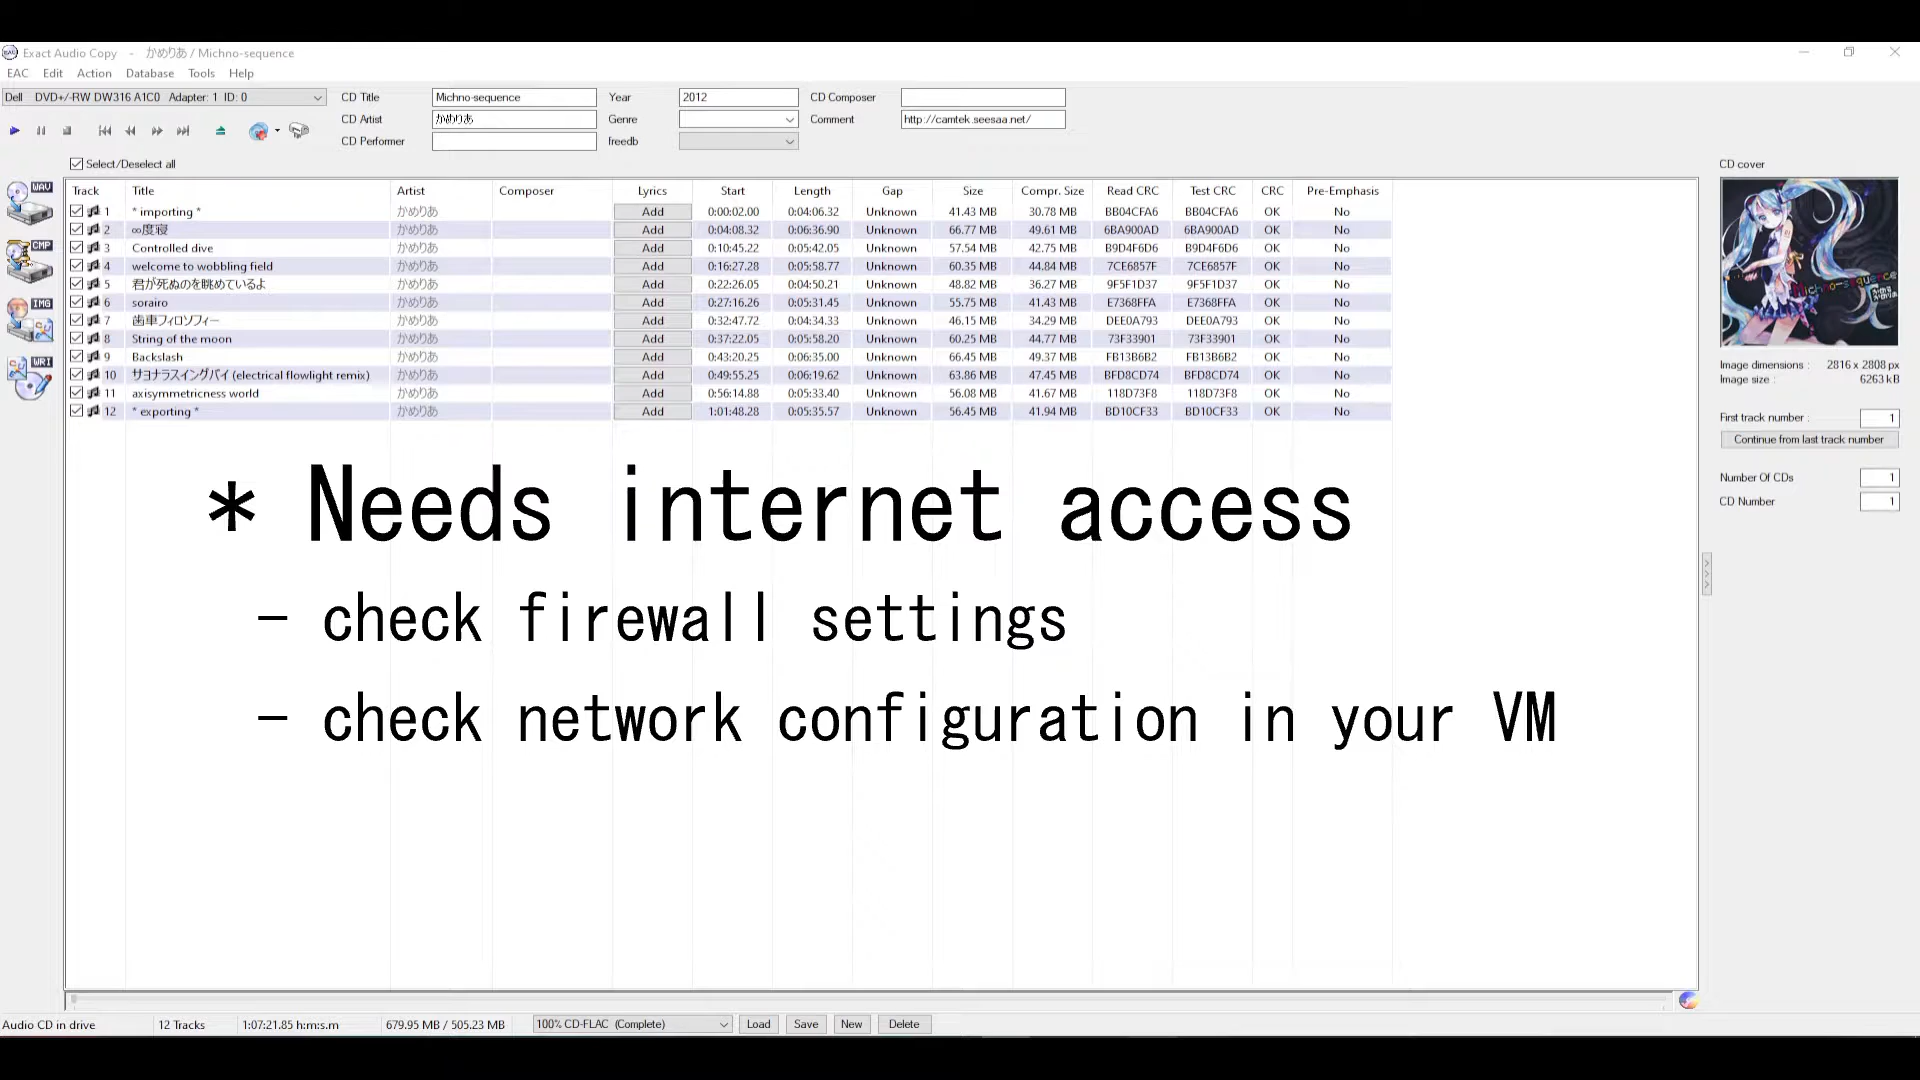 Exact Audio Copy - かめりあ / Michno-sequence
EAC Edit Action Database Tools Help
Dell DVD+/-RW DW316 A1C0 Adapter: 1 ID: 0
CD Title Michno-sequence Year 2012 CD Composer
CD Artist かめりあ Genre Comment http://camtek.seesaa.net/
CD Performer freedb
Select/Deselect all
CD cover
Track Title Artist Composer Lyrics Start Length Gap Size Compr. Size Read CRC Test CRC CRC Pre-Emphasis
1 * importing * かめりあ Add 0:00:02.00 0:04:06.32 Unknown 41.43 MB 30.78 MB BB04CFA6 BB04CFA6 OK No
2 ∞度寝 かめりあ Add 0:04:08.32 0:06:36.90 Unknown 66.77 MB 49.61 MB 6BA900AD 6BA900AD OK No
3 Controlled dive かめりあ Add 0:10:45.22 0:05:42.05 Unknown 57.54 MB 42.75 MB B9D4F6D6 B9D4F6D6 OK No
4 welcome to wobbling field かめりあ Add 0:16:27.28 0:05:58.77 Unknown 60.35 MB 44.84 MB 7CE6857F 7CE6857F OK No
5 君が死ぬのを眺めているよ かめりあ Add 0:22:26.05 0:04:50.21 Unknown 48.82 MB 36.27 MB 9F5F1D37 9F5F1D37 OK No
6 sorairo かめりあ Add 0:27:16.26 0:05:31.45 Unknown 55.75 MB 41.43 MB E7368FFA E7368FFA OK No
7 歯車フィロソフィー かめりあ Add 0:32:47.72 0:04:34.33 Unknown 46.15 MB 34.29 MB DEE0A793 DEE0A793 OK No
8 String of the moon かめりあ Add 0:37:22.05 0:05:58.20 Unknown 60.25 MB 44.77 MB 73F33901 73F33901 OK No
9 Backslash かめりあ Add 0:43:20.25 0:06:35.00 Unknown 66.45 MB 49.37 MB FB13B6B2 FB13B6B2 OK No
10 サヨナラスイングバイ (electrical flowlight remix) かめりあ Add 0:49:55.25 0:06:19.62 Unknown 63.86 MB 47.45 MB BFD8CD74 BFD8CD74 OK No
11 axisymmetricness world かめりあ Add 0:56:14.88 0:05:33.40 Unknown 56.08 MB 41.67 MB 118D73F8 118D73F8 OK No
12 * exporting * かめりあ Add 1:01:48.28 0:05:35.57 Unknown 56.45 MB 41.94 MB BD10CF33 BD10CF33 OK No
WAV
CMP
IMG
WRI
Michno-sequence
Image dimensions : 2816 x 2808 px
Image size : 6263 kB
First track number : 1
Continue from last track number
Number Of CDs 1
CD Number 1
* Needs internet access
- check firewall settings
- check network configuration in your VM
Audio CD in drive 12 Tracks 1:07:21.85 h:m:s.m 679.95 MB / 505.23 MB 100% CD-FLAC (Complete) Load Save New Delete